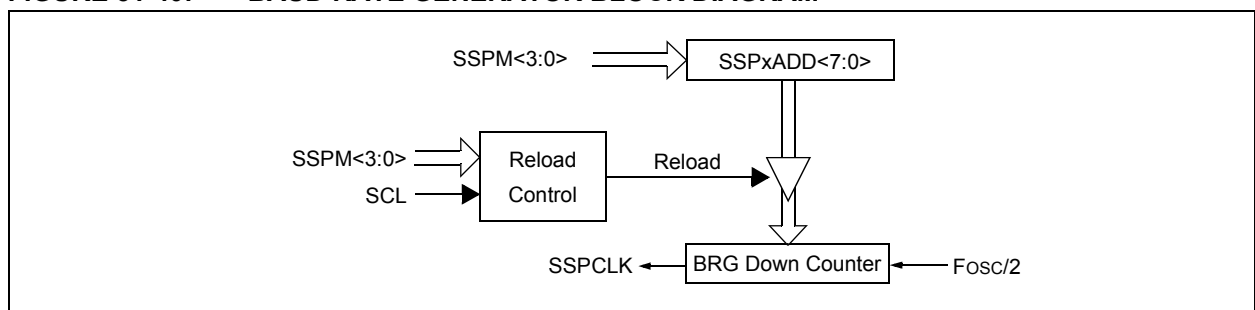 SSPM<3:0>
SSPxADD<7:0>
SSPM<3:0>
Reload
Control
Reload
SCL
SSPCLK
BRG Down Counter
FOSC/2